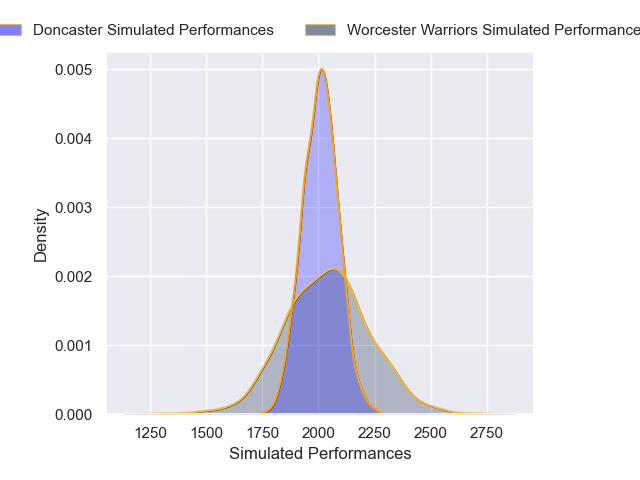 Doncaster Simulated Performances
Worcester Warriors Simulated Performance
0.005
0.004
0.003
0.002
0.001
0.000
Density
1250 1500 1750 2000 2250 2500 2750
Simulated Performances